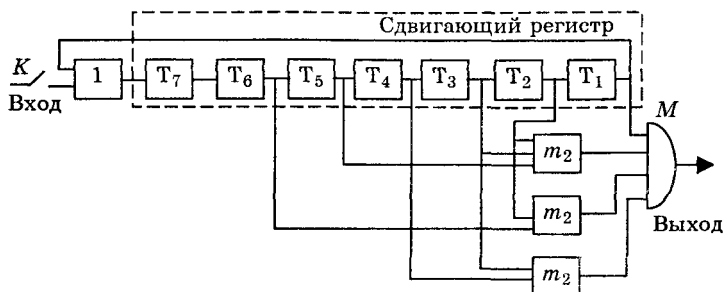 Сдвигающий регистр
K
Вход
1
T₇
T₆
T₅
T₄
T₃
T₂
T₁
M
m₂
m₂
m₂
Выход